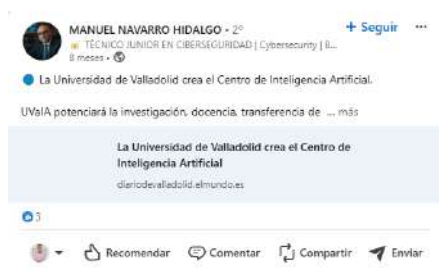 MANUEL NAVARRO HIDALGO • 2º
+ Seguir ...
TÉCNICO JUNIOR EN CIBERSEGURIDAD | Cybersecurity | B...
8 meses •
La Universidad de Valladolid crea el Centro de Inteligencia Artificial.
UVaIA potenciará la investigación, docencia, transferencia de ... más
La Universidad de Valladolid crea el Centro de
Inteligencia Artificial
diariodevalladolid.elmundo.es
3
Recomendar Comentar Compartir Enviar